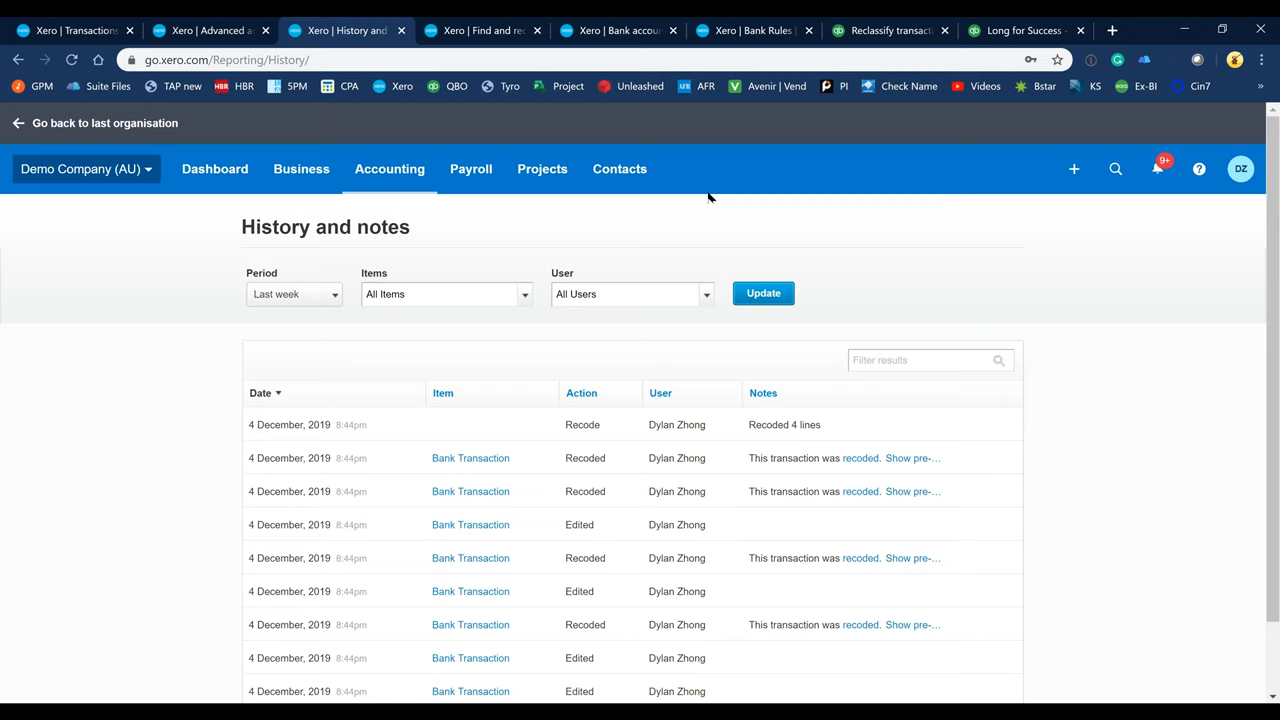 Xero | Transactions
Xero | Advanced a
Xero | History and
Xero | Find and rec
Xero | Bank accou
Xero | Bank Rules |
Reclassify transact
Long for Success -
go.xero.com/Reporting/History/
GPM
Suite Files
TAP new
HBR
HBR
5PM
CPA
Xero
QBO
Tyro
Project
Unleashed
AFR
AFR
Avenir | Vend
PI
Check Name
Videos
Bstar
KS
Ex-BI
Cin7
»
Go back to last organisation
Demo Company (AU)
Dashboard
Business
Accounting
Payroll
Projects
Contacts
9+
DZ
History and notes
Period
Items
User
Last week
All Items
All Users
Update
Filter results
Date Item Action User Notes
4 December, 2019 8:44pm Recode Dylan Zhong Recoded 4 lines
4 December, 2019 8:44pm Bank Transaction Recoded Dylan Zhong This transaction was recoded. Show pre-...
4 December, 2019 8:44pm Bank Transaction Recoded Dylan Zhong This transaction was recoded. Show pre-...
4 December, 2019 8:44pm Bank Transaction Edited Dylan Zhong
4 December, 2019 8:44pm Bank Transaction Recoded Dylan Zhong This transaction was recoded. Show pre-...
4 December, 2019 8:44pm Bank Transaction Edited Dylan Zhong
4 December, 2019 8:44pm Bank Transaction Recoded Dylan Zhong This transaction was recoded. Show pre-...
4 December, 2019 8:44pm Bank Transaction Edited Dylan Zhong
4 December, 2019 8:44pm Bank Transaction Edited Dylan Zhong